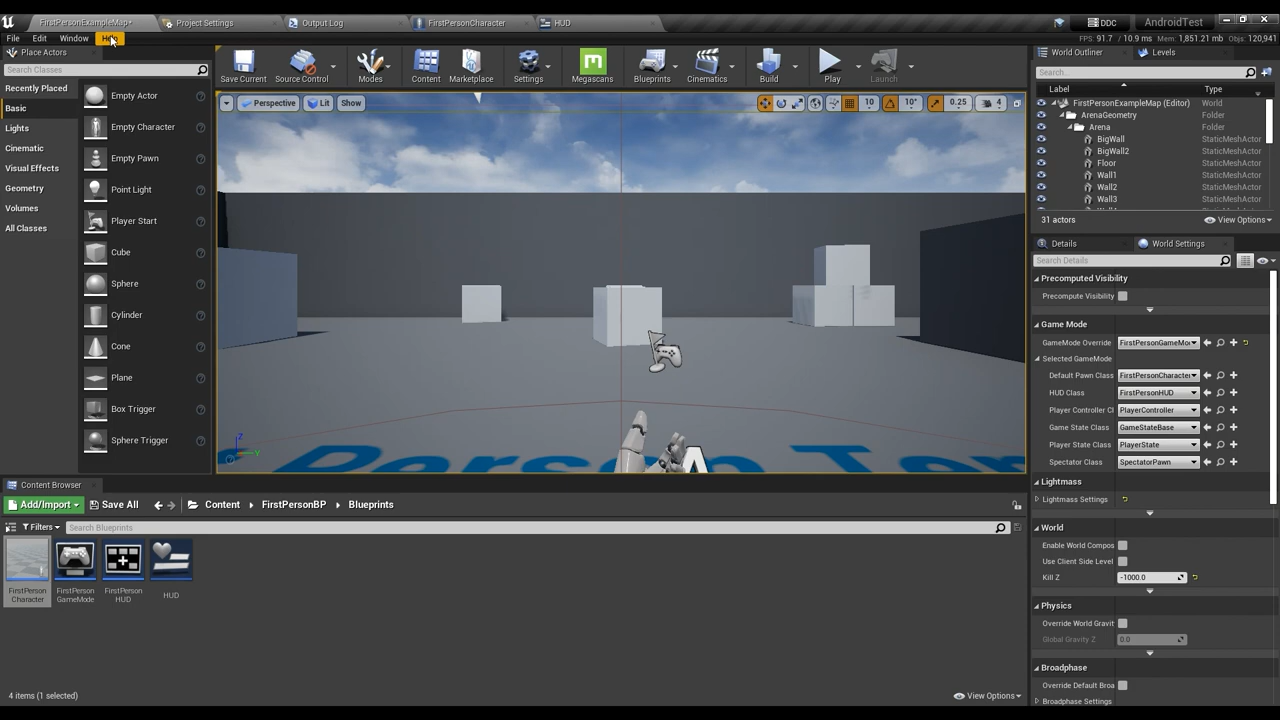 FirstPersonExampleMap*
Project Settings
Output Log
FirstPersonCharacter
HUD
DDC
AndroidTest
File Edit Window Help
FPS: 91.7 / 10.9 ms Mem: 1,851.21 mb Objs: 120,941
Place Actors
Search Classes
Recently Placed
Basic
Lights
Cinematic
Visual Effects
Geometry
Volumes
All Classes
Empty Actor
Empty Character
Empty Pawn
Point Light
Player Start
Cube
Sphere
Cylinder
Cone
Plane
Box Trigger
Sphere Trigger
Save Current
Source Control
Modes
Content
Marketplace
Settings
Megascans
Blueprints
Cinematics
Build
Play
Launch
Perspective
Lit
Show
10
10°
0.25
4
Z
Y
World Outliner
Levels
Search...
Label Type
FirstPersonExampleMap (Editor) World
ArenaGeometry Folder
Arena Folder
BigWall StaticMeshActor
BigWall2 StaticMeshActor
Floor StaticMeshActor
Wall1 StaticMeshActor
Wall2 StaticMeshActor
Wall3 StaticMeshActor
31 actors
View Options
Details
World Settings
Search Details
Precomputed Visibility
Precompute Visibility
Game Mode
GameMode Override FirstPersonGameMo
Selected GameMode
Default Pawn Class FirstPersonCharacter
HUD Class FirstPersonHUD
Player Controller Cl PlayerController
Game State Class GameStateBase
Player State Class PlayerState
Spectator Class SpectatorPawn
Lightmass
Lightmass Settings
World
Enable World Compos
Use Client Side Level
Kill Z -1000.0
Physics
Override World Gravit
Global Gravity Z 0.0
Broadphase
Override Default Broa
Broadphase Settings
Content Browser
Add/Import
Save All
Content
FirstPersonBP
Blueprints
Filters
Search Blueprints
FirstPerson
Character
FirstPerson
GameMode
FirstPerson
HUD
HUD
4 items (1 selected)
View Options